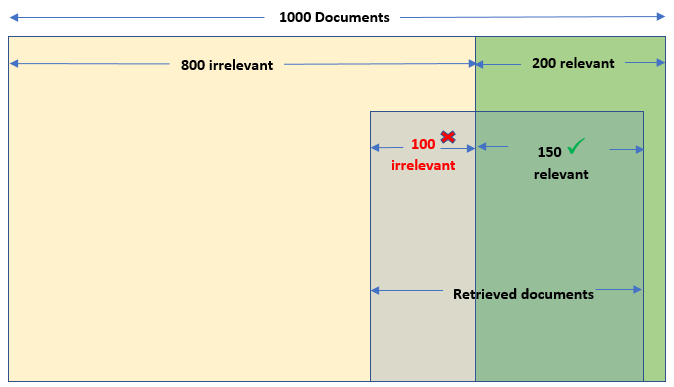 1000 Documents
800 irrelevant
200 relevant
100
irrelevant
150
relevant
Retrieved documents